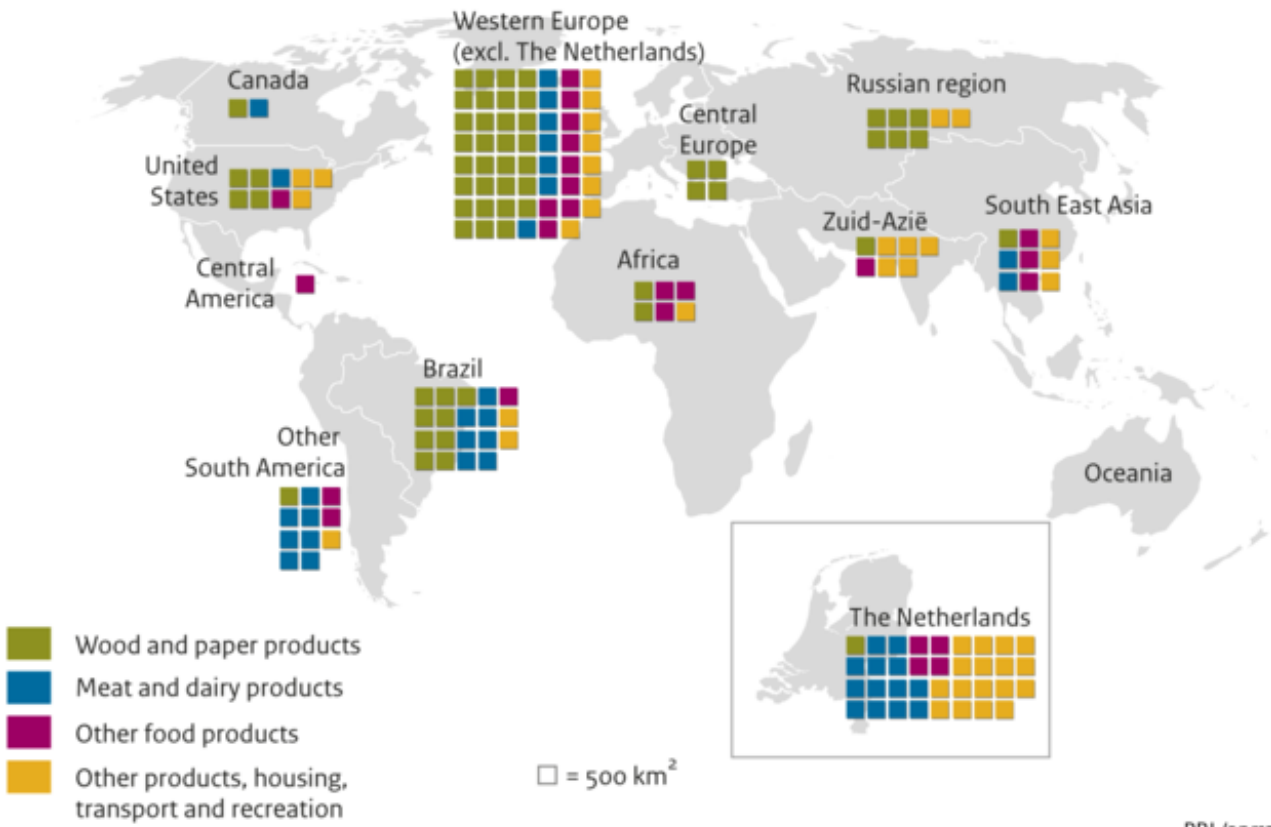 Western Europe
(excl. The Netherlands)
Canada
Russian region
Central
Europe
United
States
South East Asia
Zuid-Azië
Africa
Central
America
Brazil
Other
South America
Oceania
The Netherlands
Wood and paper products
Meat and dairy products
Other food products
Other products, housing,
transport and recreation
= 500 km²